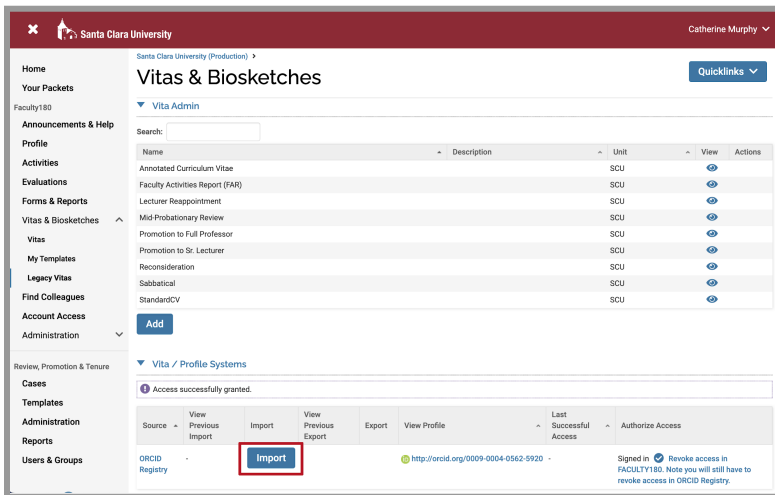 Santa Clara University
Catherine Murphy
Home
Your Packets
Faculty180
Announcements & Help
Profile
Activities
Evaluations
Forms & Reports
Vitas & Biosketches
Vitas
My Templates
Legacy Vitas
Find Colleagues
Account Access
Administration
Review, Promotion & Tenure
Cases
Templates
Administration
Reports
Users & Groups
Santa Clara University (Production) >
Vitas & Biosketches
Quicklinks
Vita Admin
Search:
Name Description Unit View Actions
Annotated Curriculum Vitae SCU
Faculty Activities Report (FAR) SCU
Lecturer Reappointment SCU
Mid-Probationary Review SCU
Promotion to Full Professor SCU
Promotion to Sr. Lecturer SCU
Reconsideration SCU
Sabbatical SCU
StandardCV SCU
Add
Vita / Profile Systems
Access successfully granted.
Source View Previous Import Import View Previous Export Export View Profile Last Successful Access Authorize Access
ORCID Registry - Import http://orcid.org/0009-0004-0562-5920 - Signed in Revoke access in
FACULTY180. Note you will still have to
revoke access in ORCID Registry.